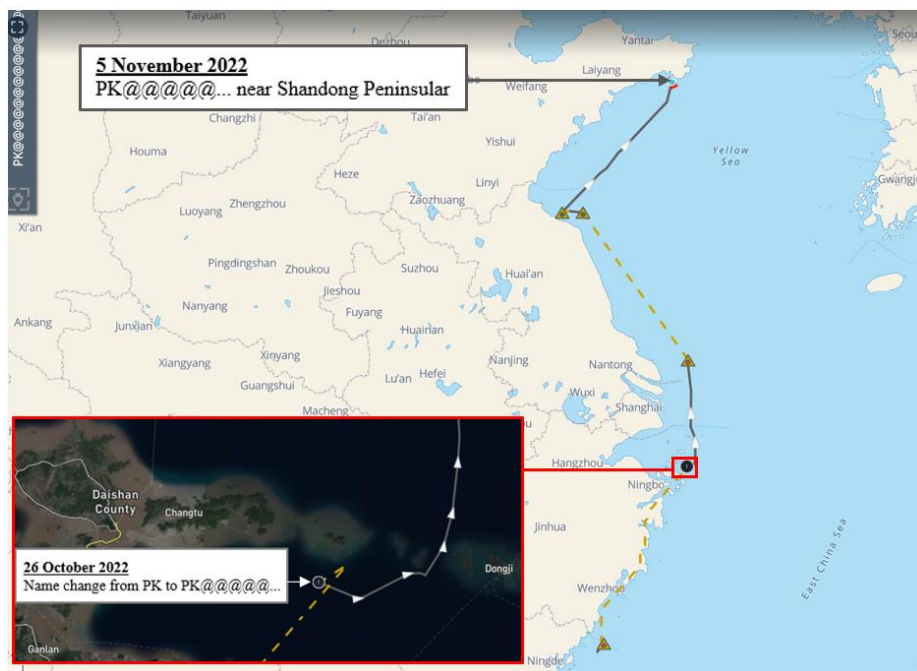 Taiyuan
Dezhou
Yantai
Seoul
PK@@@@@@@@@@@
5 November 2022
PK@@@@@... near Shandong Peninsular
Laiyang
Weifang
Changzhi
Tai'an
Yishui
Yellow
Sea
Houma
Heze
Linyi
Gwangju
Zaozhuang
Zhengzhou
Luoyang
Xi'an
Pingdingshan
Zhoukou
Suzhou
Huai'an
Jieshou
Nanyang
Fuyang
Ankang
Junxian
Huainan
Xiangyang
Xinyang
Nanjing
Nantong
Lu'an
Hefei
Guangshui
Wuxi
Shanghai
Macheng
Hangzhou
Ningbo
Daishan
County
Changtu
Jinhua
26 October 2022
Name change from PK to PK@@@@@...
Dongji
East China Sea
Wenzhou
Ganlan
Ningde